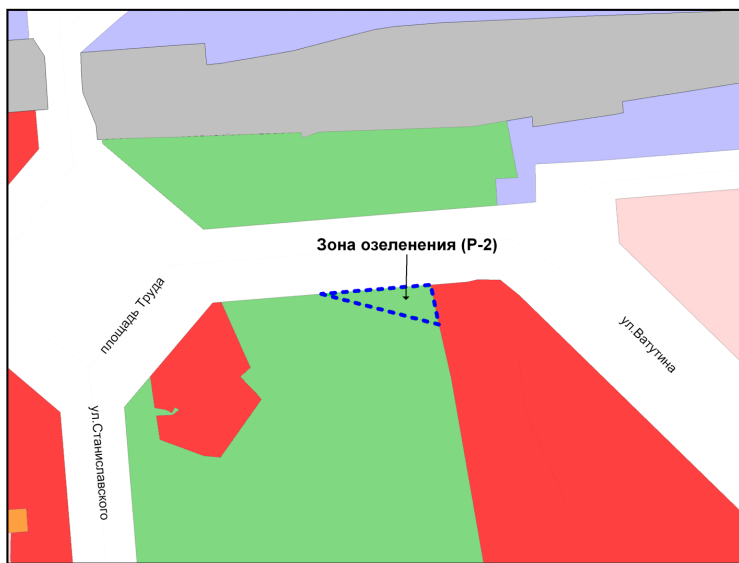 Зона озеленения (Р-2)
площадь Труда
ул.Ватутина
ул.Станиславского